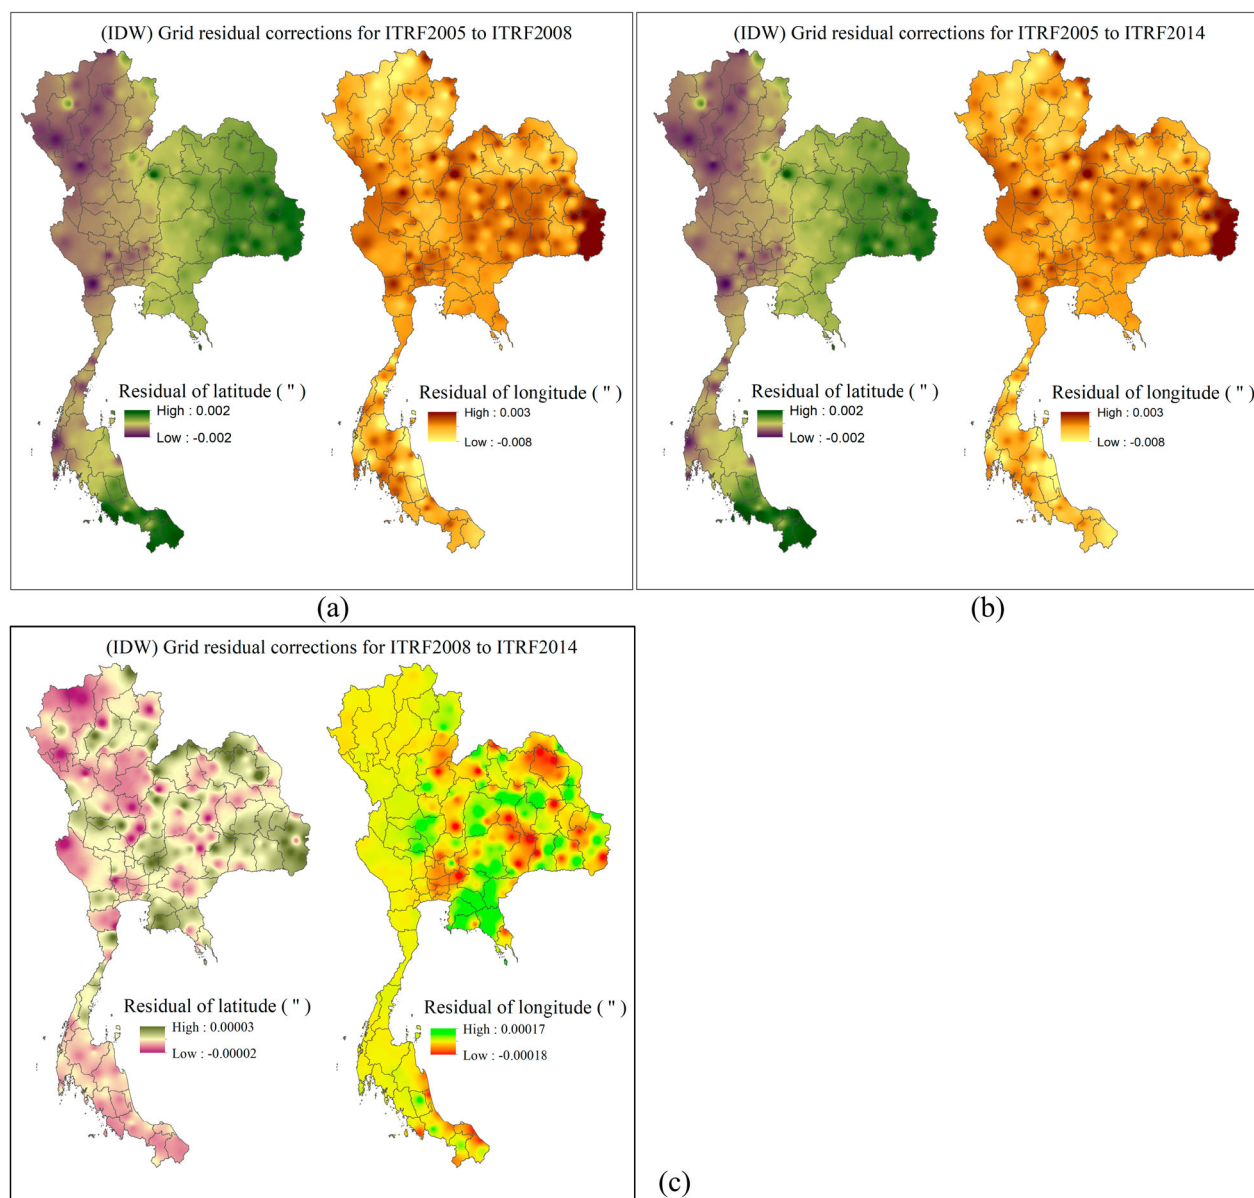 (IDW) Grid residual corrections for ITRF2005 to ITRF2008
Residual of latitude ( " )
High : 0.002
Low : -0.002
Residual of longitude ( " )
High : 0.003
Low : -0.008
(a)
(IDW) Grid residual corrections for ITRF2005 to ITRF2014
Residual of latitude ( " )
High : 0.002
Low : -0.002
Residual of longitude ( " )
High : 0.003
Low : -0.008
(b)
(IDW) Grid residual corrections for ITRF2008 to ITRF2014
Residual of latitude ( " )
High : 0.00003
Low : -0.00002
Residual of longitude ( " )
High : 0.00017
Low : -0.00018
(c)